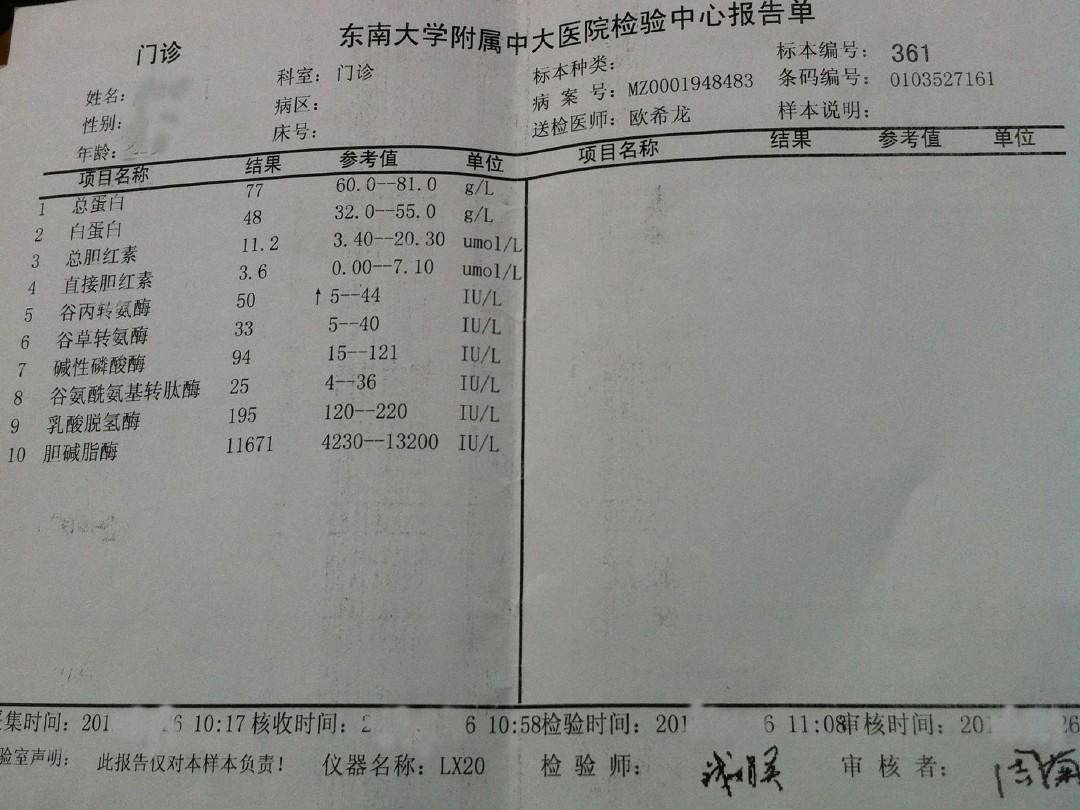 东南大学附属中大医院检验中心报告单
门诊
姓名: 科室: 门诊 标本种类: 标本编号: 361
性别: 病区: 病案号: MZ0001948483 条码编号: 0103527161
年龄: 床号: 送检医师: 欧希龙 样本说明:
项目名称 结果 参考值 单位 项目名称 结果 参考值 单位
1 总蛋白 77 60.0--81.0 g/L
2 白蛋白 48 32.0--55.0 g/L
3 总胆红素 11.2 3.40--20.30 umol/L
4 直接胆红素 3.6 0.00--7.10 umol/L
5 谷丙转氨酶 50 ↑ 5--44 IU/L
6 谷草转氨酶 33 5--40 IU/L
7 碱性磷酸酶 94 15--121 IU/L
8 谷氨酰氨基转肽酶 25 4--36 IU/L
9 乳酸脱氢酶 195 120--220 IU/L
10 胆碱脂酶 11671 4230--13200 IU/L
集时间: 201 6 10:17 核收时间: 2 6 10:58 检验时间: 201 6 11:08 审核时间: 20 26
验室声明: 此报告仅对本样本负责! 仪器名称: LX20 检验师: 审核者: